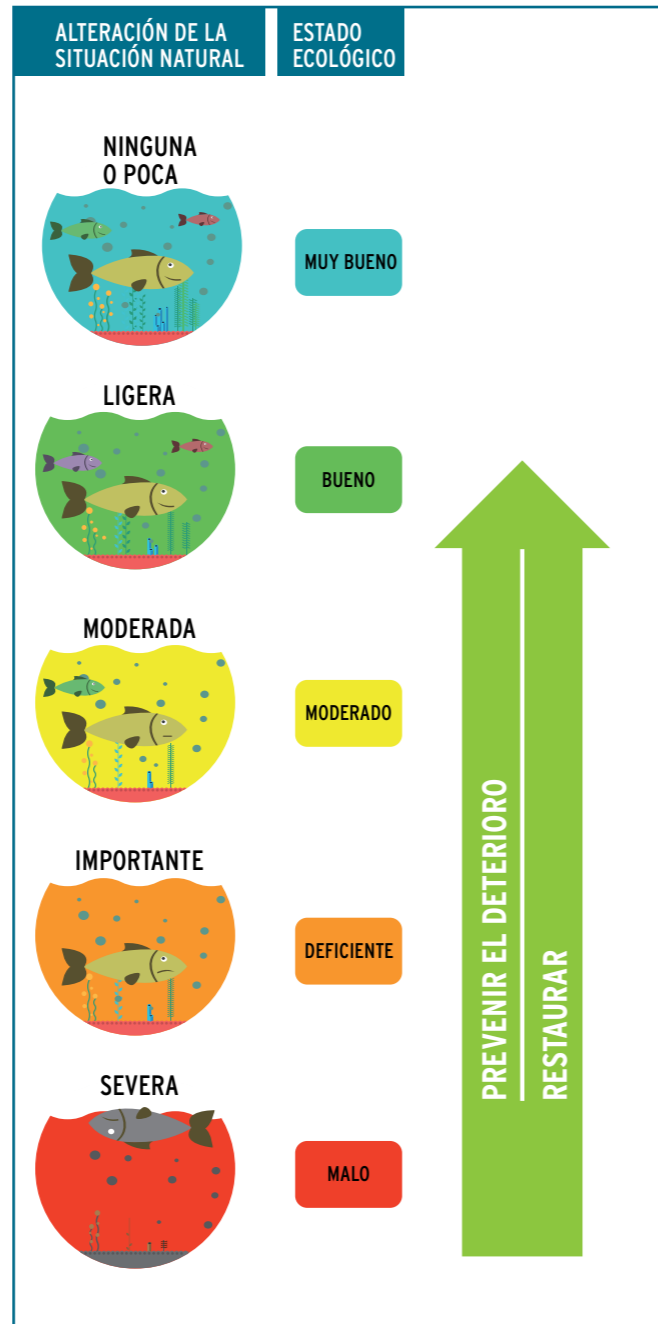 ALTERACIÓN DE LA
SITUACIÓN NATURAL
ESTADO
ECOLÓGICO
NINGUNA
O POCA
MUY BUENO
LIGERA
BUENO
MODERADA
MODERADO
IMPORTANTE
DEFICIENTE
SEVERA
MALO
PREVENIR EL DETERIORO
RESTAURAR